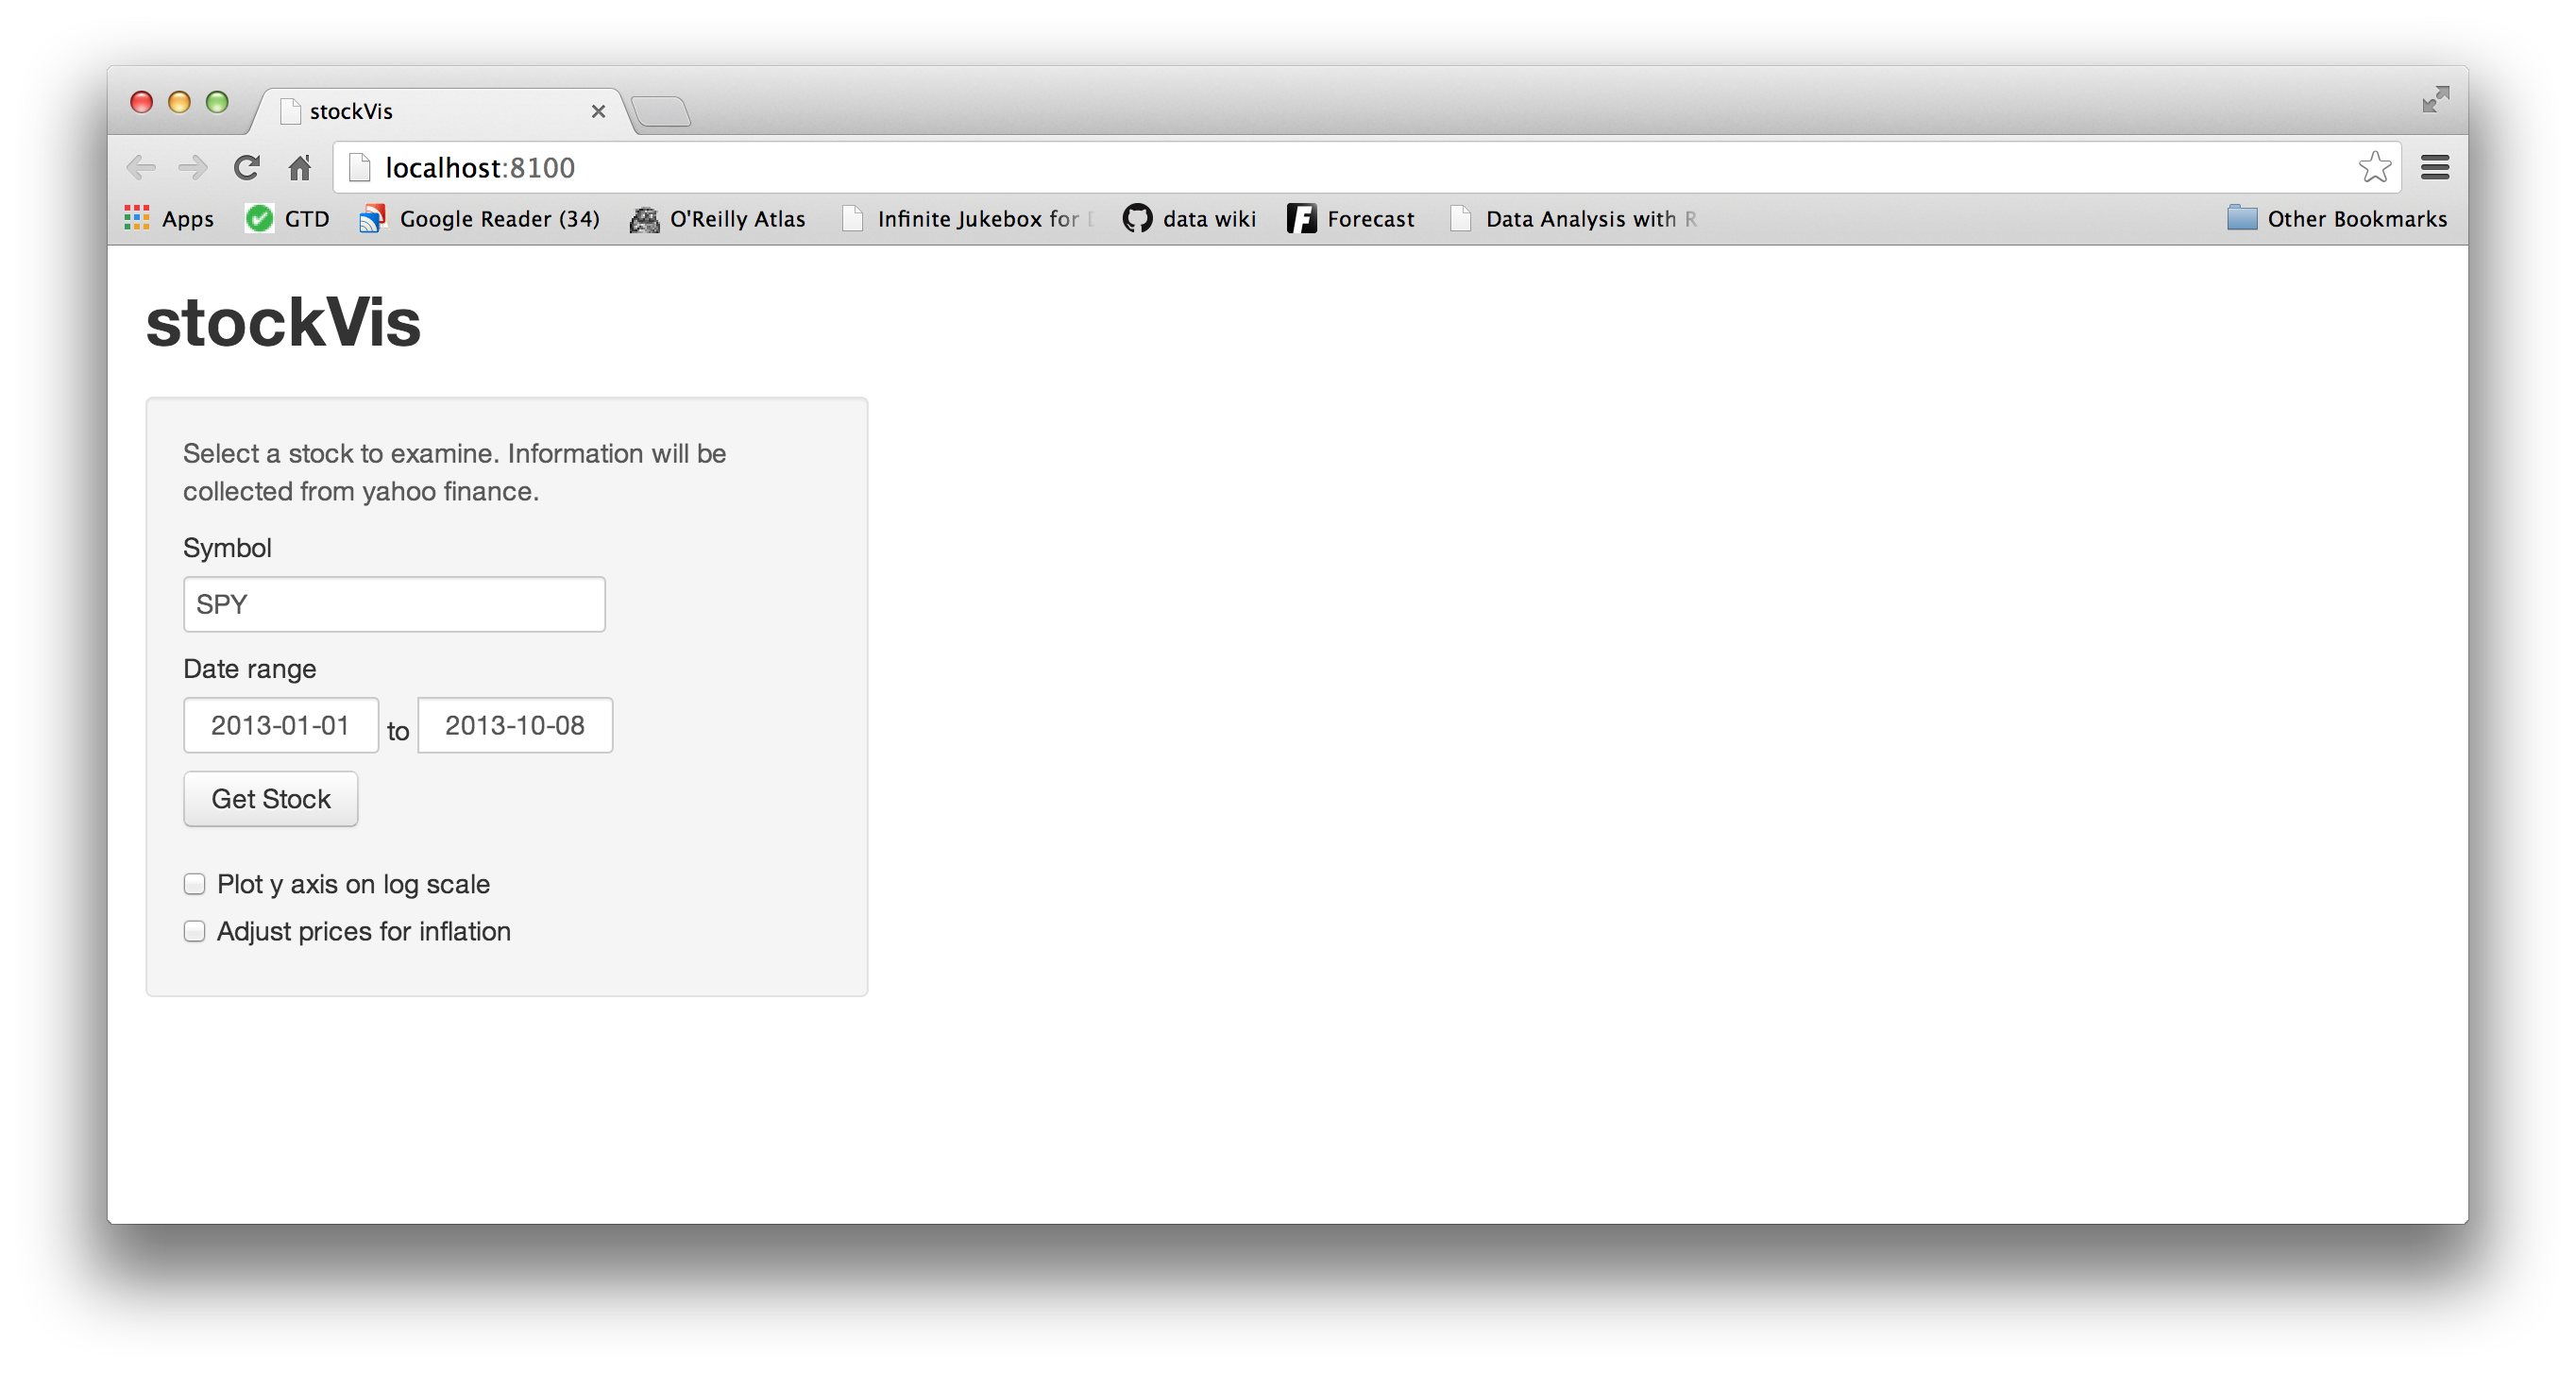 stockVis
localhost:8100
Apps GTD Google Reader (34) O'Reilly Atlas Infinite Jukebox for data wiki Forecast Data Analysis with R Other Bookmarks
stockVis
Select a stock to examine. Information will be
collected from yahoo finance.
Symbol
SPY
Date range
2013-01-01 to 2013-10-08
Get Stock
Plot y axis on log scale
Adjust prices for inflation